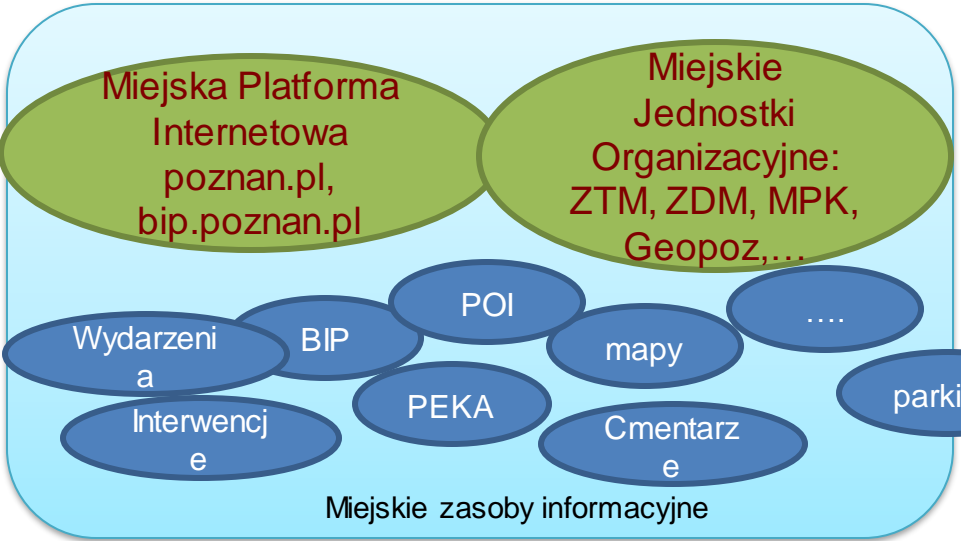 Miejska Platforma
Internetowa
poznan.pl,
bip.poznan.pl
Miejskie
Jednostki
Organizacyjne:
ZTM, ZDM, MPK,
Geopoz,…
Wydarzeni
a
BIP
POI
mapy
….
parki
Interwencj
e
PEKA
Cmentarz
e
Miejskie zasoby informacyjne